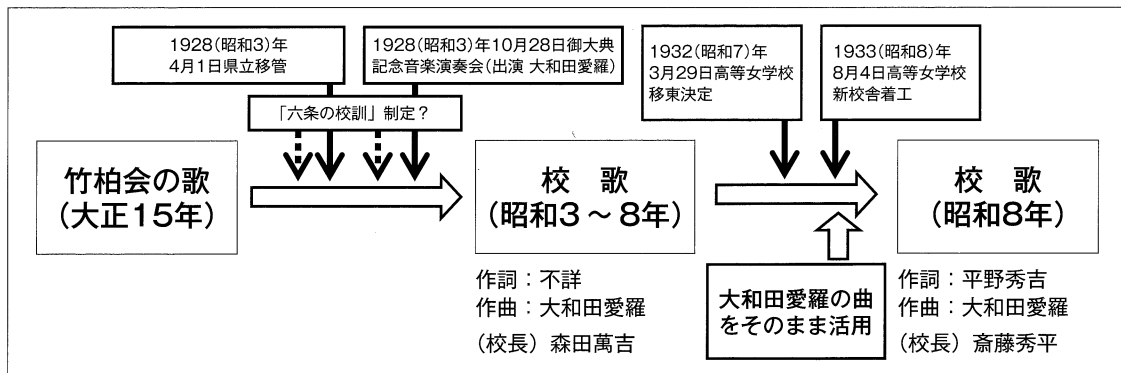 1928(昭和3)年
4月1日県立移管
1928(昭和3)年10月28日御大典
記念音楽演奏会(出演 大和田愛羅)
「六条の校訓」制定?
1932(昭和7)年
3月29日高等女学校
移東決定
1933(昭和8)年
8月4日高等女学校
新校舎着工
竹柏会の歌
(大正15年)
校 歌
(昭和3~8年)
校 歌
(昭和8年)
作詞:不詳
作曲:大和田愛羅
(校長)森田萬吉
大和田愛羅の曲
をそのまま活用
作詞:平野秀吉
作曲:大和田愛羅
(校長)斎藤秀平